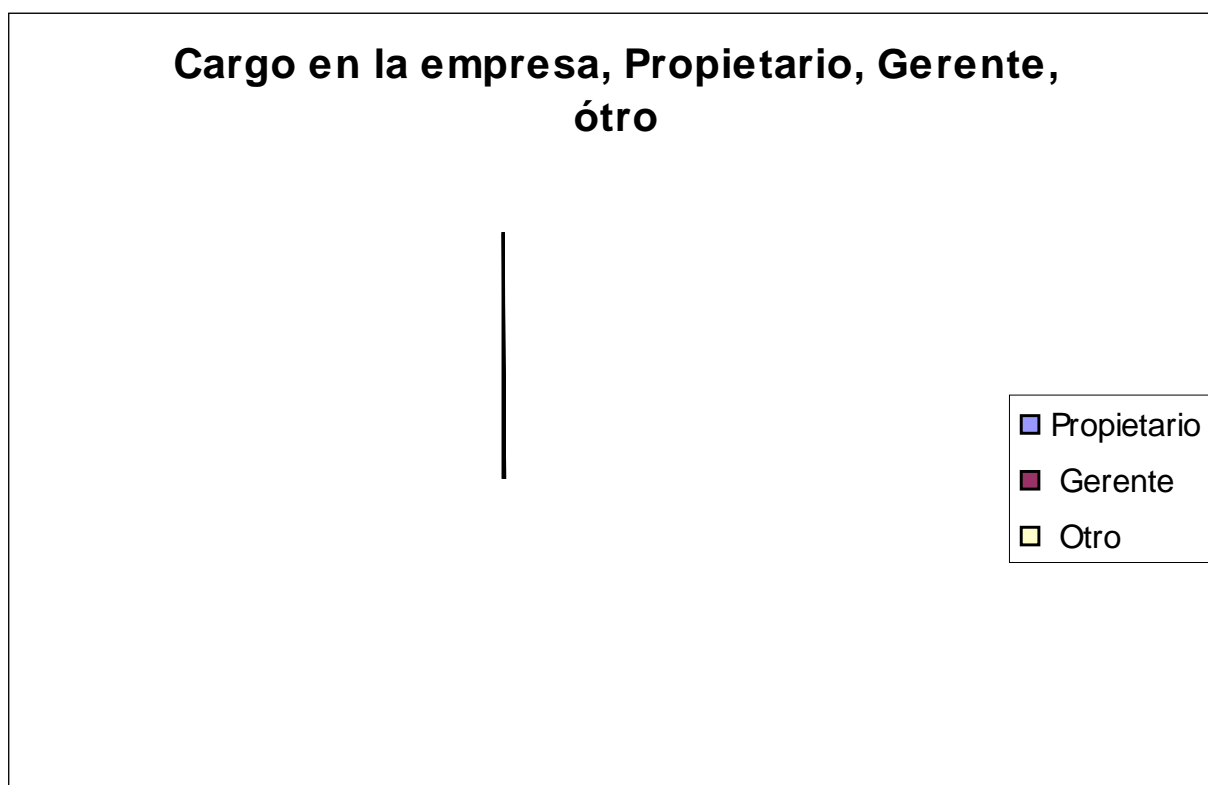 Cargo en la empresa, Propietario, Gerente,
ótro
Propietario
Gerente
Otro